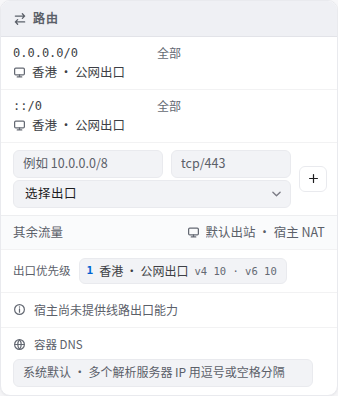 路由
0.0.0.0/0 全部
香港 · 公网出口
::/0 全部
香港 · 公网出口
例如 10.0.0.0/8 tcp/443
选择出口 +
其余流量 默认出站 · 宿主 NAT
出口优先级 1 香港 · 公网出口 v4 10 · v6 10
宿主尚未提供线路出口能力
容器 DNS
系统默认 · 多个解析服务器 IP 用逗号或空格分隔